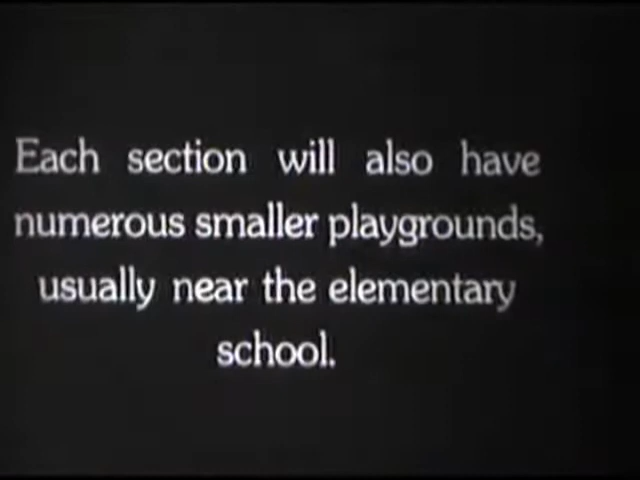 Each section will also have
numerous smaller playgrounds,
usually near the elementary
school.